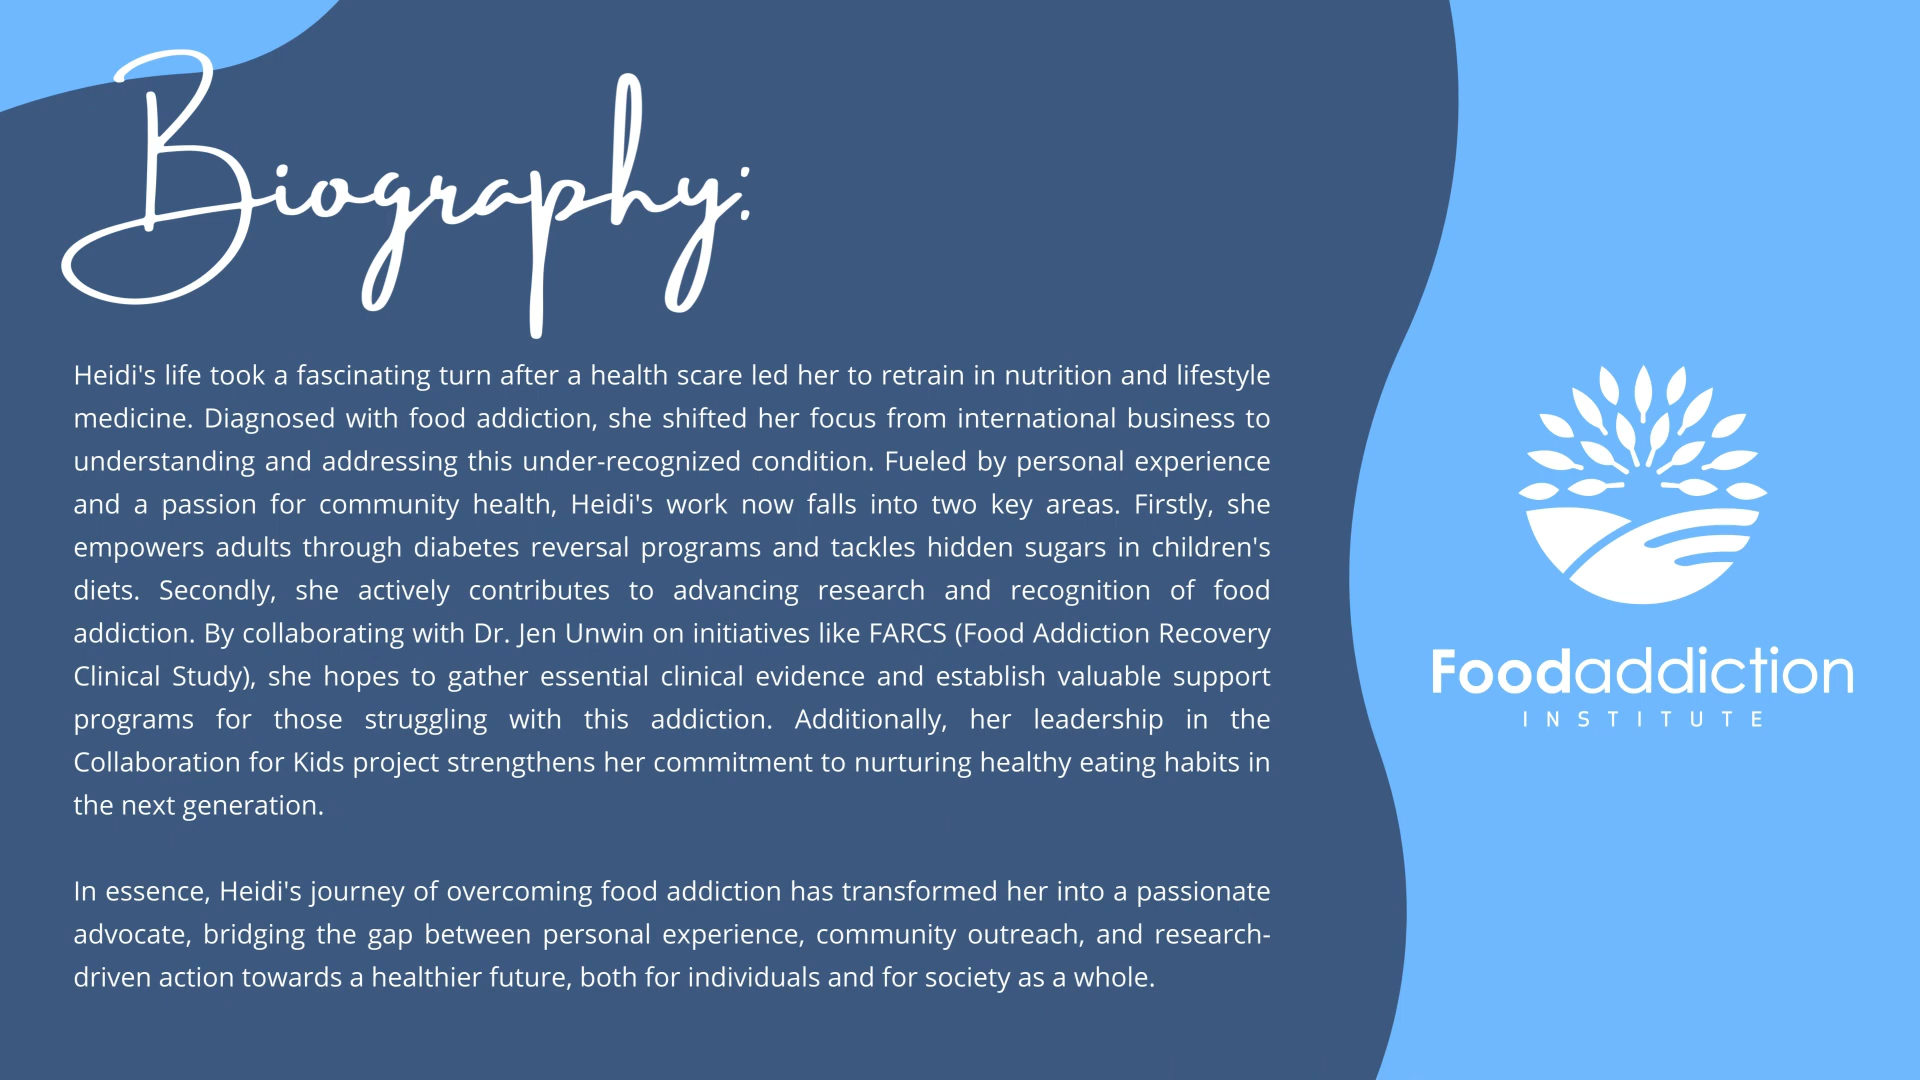 Biography:
Heidi's life took a fascinating turn after a health scare led her to retrain in nutrition and lifestyle
medicine. Diagnosed with food addiction, she shifted her focus from international business to
understanding and addressing this under-recognized condition. Fueled by personal experience
and a passion for community health, Heidi's work now falls into two key areas. Firstly, she
empowers adults through diabetes reversal programs and tackles hidden sugars in children's
diets. Secondly, she actively contributes to advancing research and recognition of food
addiction. By collaborating with Dr. Jen Unwin on initiatives like FARCS (Food Addiction Recovery
Clinical Study), she hopes to gather essential clinical evidence and establish valuable support
programs for those struggling with this addiction. Additionally, her leadership in the
Collaboration for Kids project strengthens her commitment to nurturing healthy eating habits in
the next generation.
In essence, Heidi's journey of overcoming food addiction has transformed her into a passionate
advocate, bridging the gap between personal experience, community outreach, and research-
driven action towards a healthier future, both for individuals and for society as a whole.
Foodaddiction
INSTITUTE